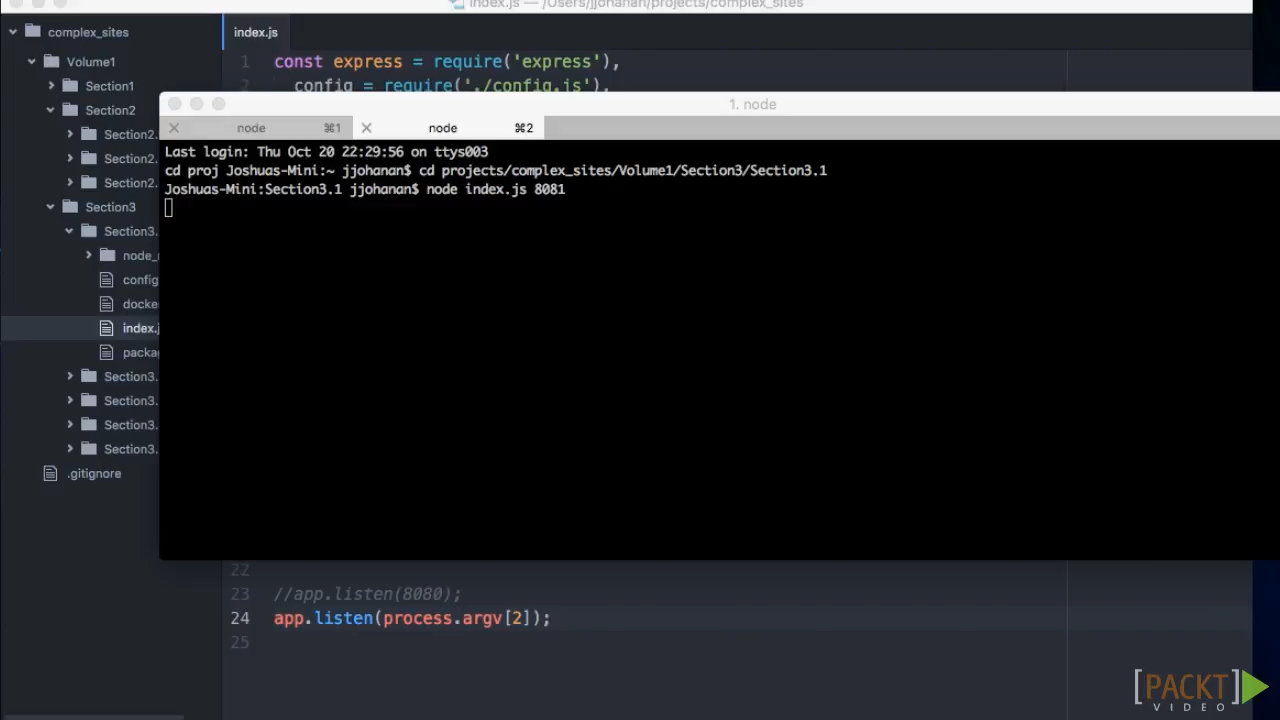 index.js — /Users/jjohanan/projects/complex_sites
complex_sites
index.js
Volume1
1 const express = require('express'),
Section1
2 config = require('./config.js'),
1. node
Section2
node ⌘1
node ⌘2
Section2.
Section2.
Section2.
Section3
Section3.
node_
config
docke
index.j
packa
Section3.
Section3.
Section3.
Section3.
.gitignore
Last login: Thu Oct 20 22:29:56 on ttys003
cd proj Joshuas-Mini:~ jjohanan$ cd projects/complex_sites/Volume1/Section3/Section3.1
Joshuas-Mini:Section3.1 jjohanan$ node index.js 8081
22
23 //app.listen(8080);
24 app.listen(process.argv[2]);
25
[PACKT]
VIDEO